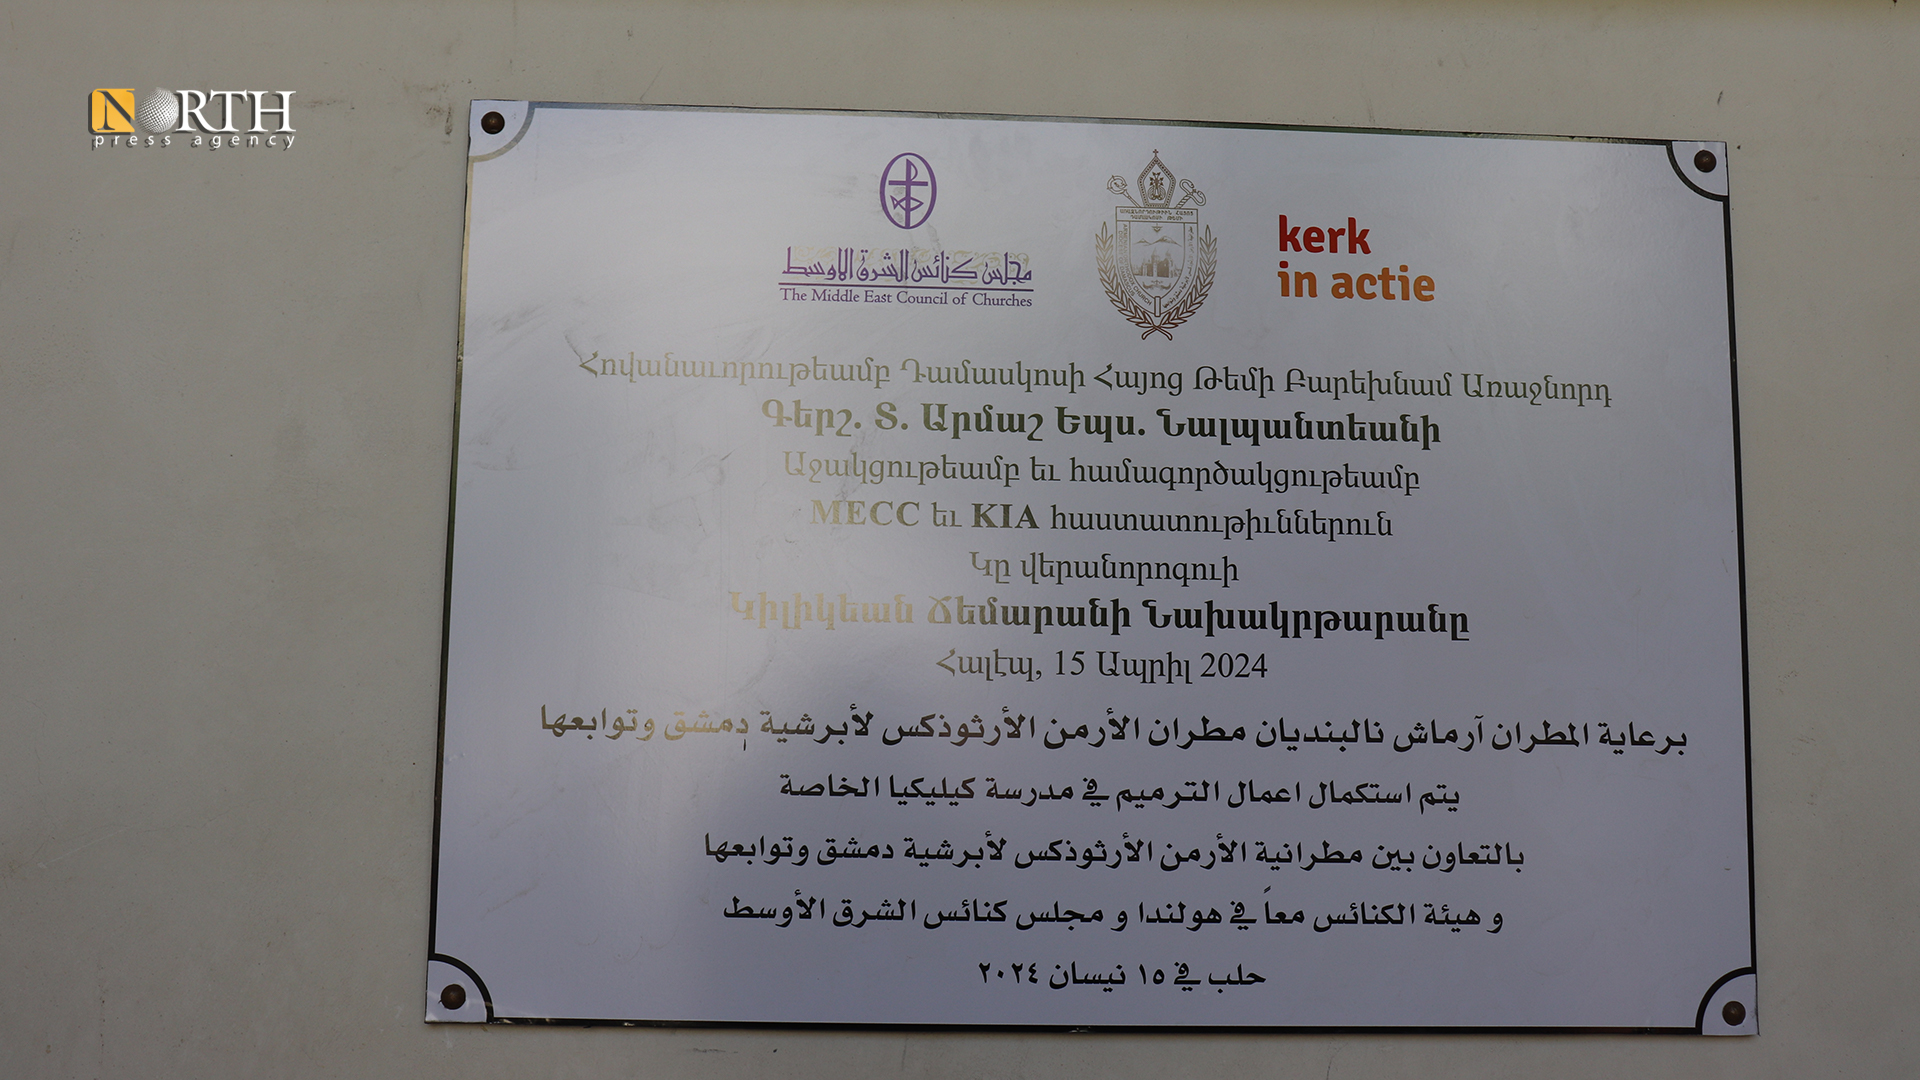 NORTH
press agency
مجلس كنائس الشرق الاوسط
The Middle East Council of Churches
kerk
in actie
Հովանաւորութեամբ Դամասկոսի Հայոց Թեմի Բարեխնամ Առաջնորդ
Գերշ. Տ. Արմաշ Եպս. Նալպանտեանի
Աջակցութեամբ եւ համագործակցութեամբ
MECC եւ KIA հաստատութիւններուն
Կը վերանորոգուի
Կիլիկեան Ճեմարանի Նախակրթարանը
Հալէպ, 15 Ապրիլ 2024
برعاية المطران آرماش نالبنديان مطران الأرمن الأرثوذكس لأبرشية دمشق وتوابعها
يتم استكمال اعمال الترميم في مدرسة كيليكيا الخاصة
بالتعاون بين مطرانية الأرمن الأرثوذكس لأبرشية دمشق وتوابعها
و هيئة الكنائس معاً في هولندا و مجلس كنائس الشرق الأوسط
حلب في ١٥ نيسان ٢٠٢٤